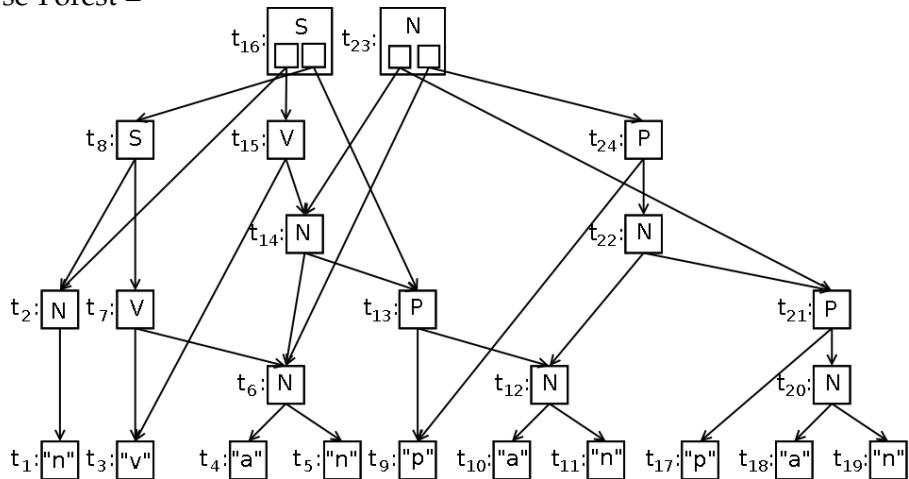 se Forest =
t16: S t23: N
t8: S t15: V t24: P
t14: N t22: N
t2: N t7: V t13: P t21: P
t6: N t12: N t20: N
t1: "n" t3: "v" t4: "a" t5: "n" t9: "p" t10: "a" t11: "n" t17: "p" t18: "a" t19: "n"